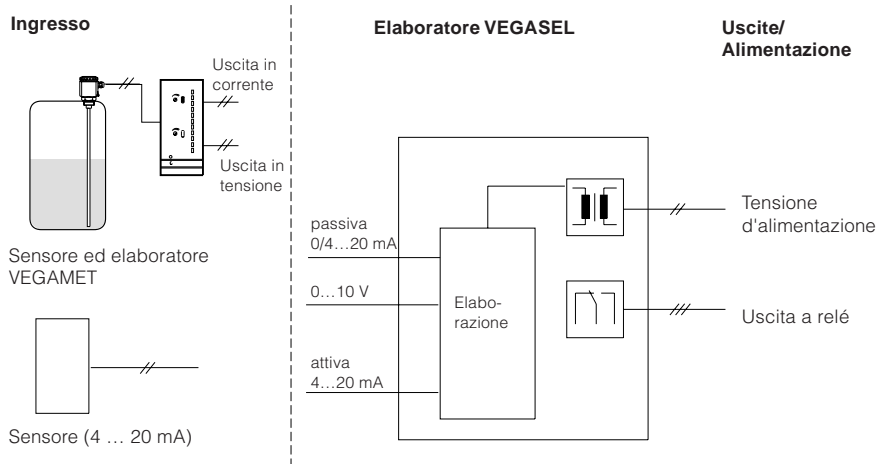 Ingresso
Uscita in
corrente
Uscita in
tensione
Sensore ed elaboratore
VEGAMET
Sensore (4 … 20 mA)
Elaboratore VEGASEL
passiva
0/4…20 mA
0…10 V
attiva
4…20 mA
Elabo-
razione
Uscite/
Alimentazione
Tensione
d'alimentazione
Uscita a relé